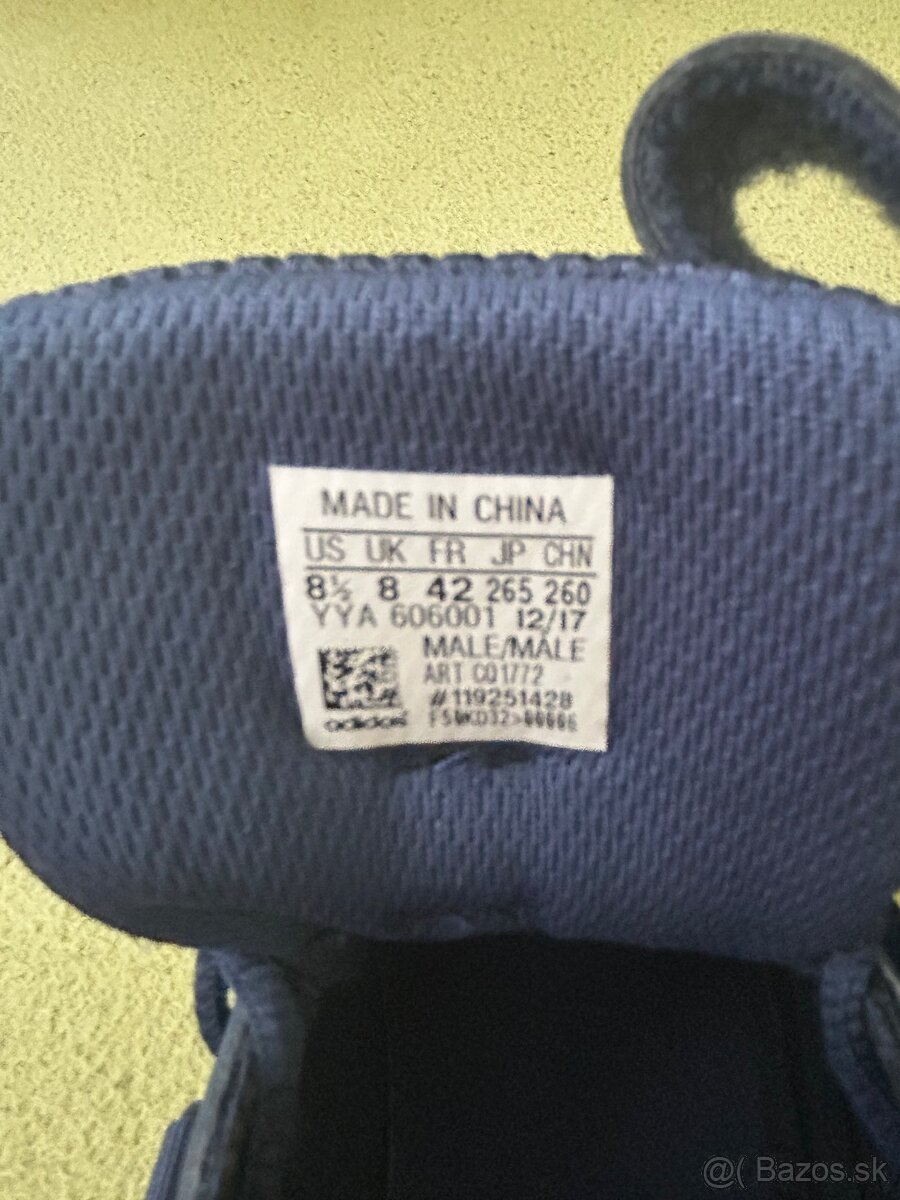 MADE IN CHINA
US UK FR JP CHN
8½ 8 42 265 260
YYA 606001 12/17
MALE/MALE
ART CQ1772
#119251428
adidas
@( Bazos.sk